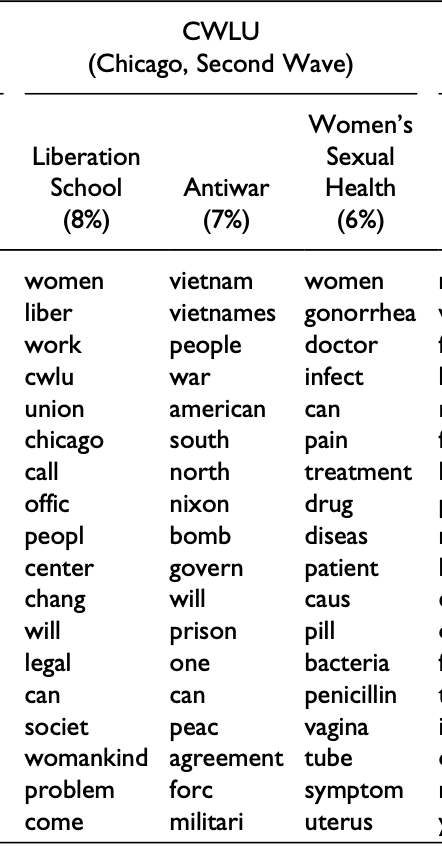 CWLU
(Chicago, Second Wave)
Women's
Liberation Sexual
School Antiwar Health
(8%) (7%) (6%)
women vietnam women
liber vietnames gonorrhea
work people doctor
cwlu war infect
union american can
chicago south pain
call north treatment
offic nixon drug
peopl bomb diseas
center govern patient
chang will caus
will prison pill
legal one bacteria
can can penicillin
societ peac vagina
womankind agreement tube
problem forc symptom
come militari uterus